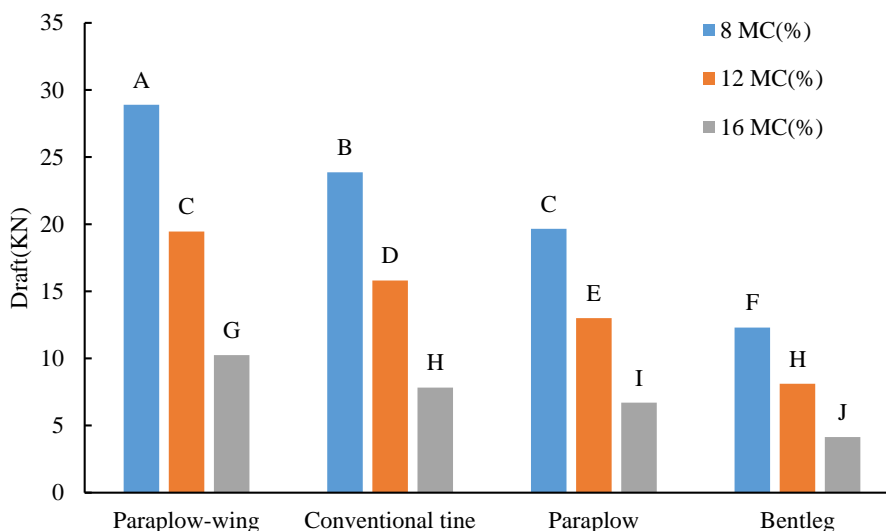 35
30
25
20
15
10
5
0
Draft(KN)
8 MC(%)
12 MC(%)
16 MC(%)
A
C
G
B
D
H
C
E
I
F
H
J
Paraplow-wing
Conventional tine
Paraplow
Bentleg